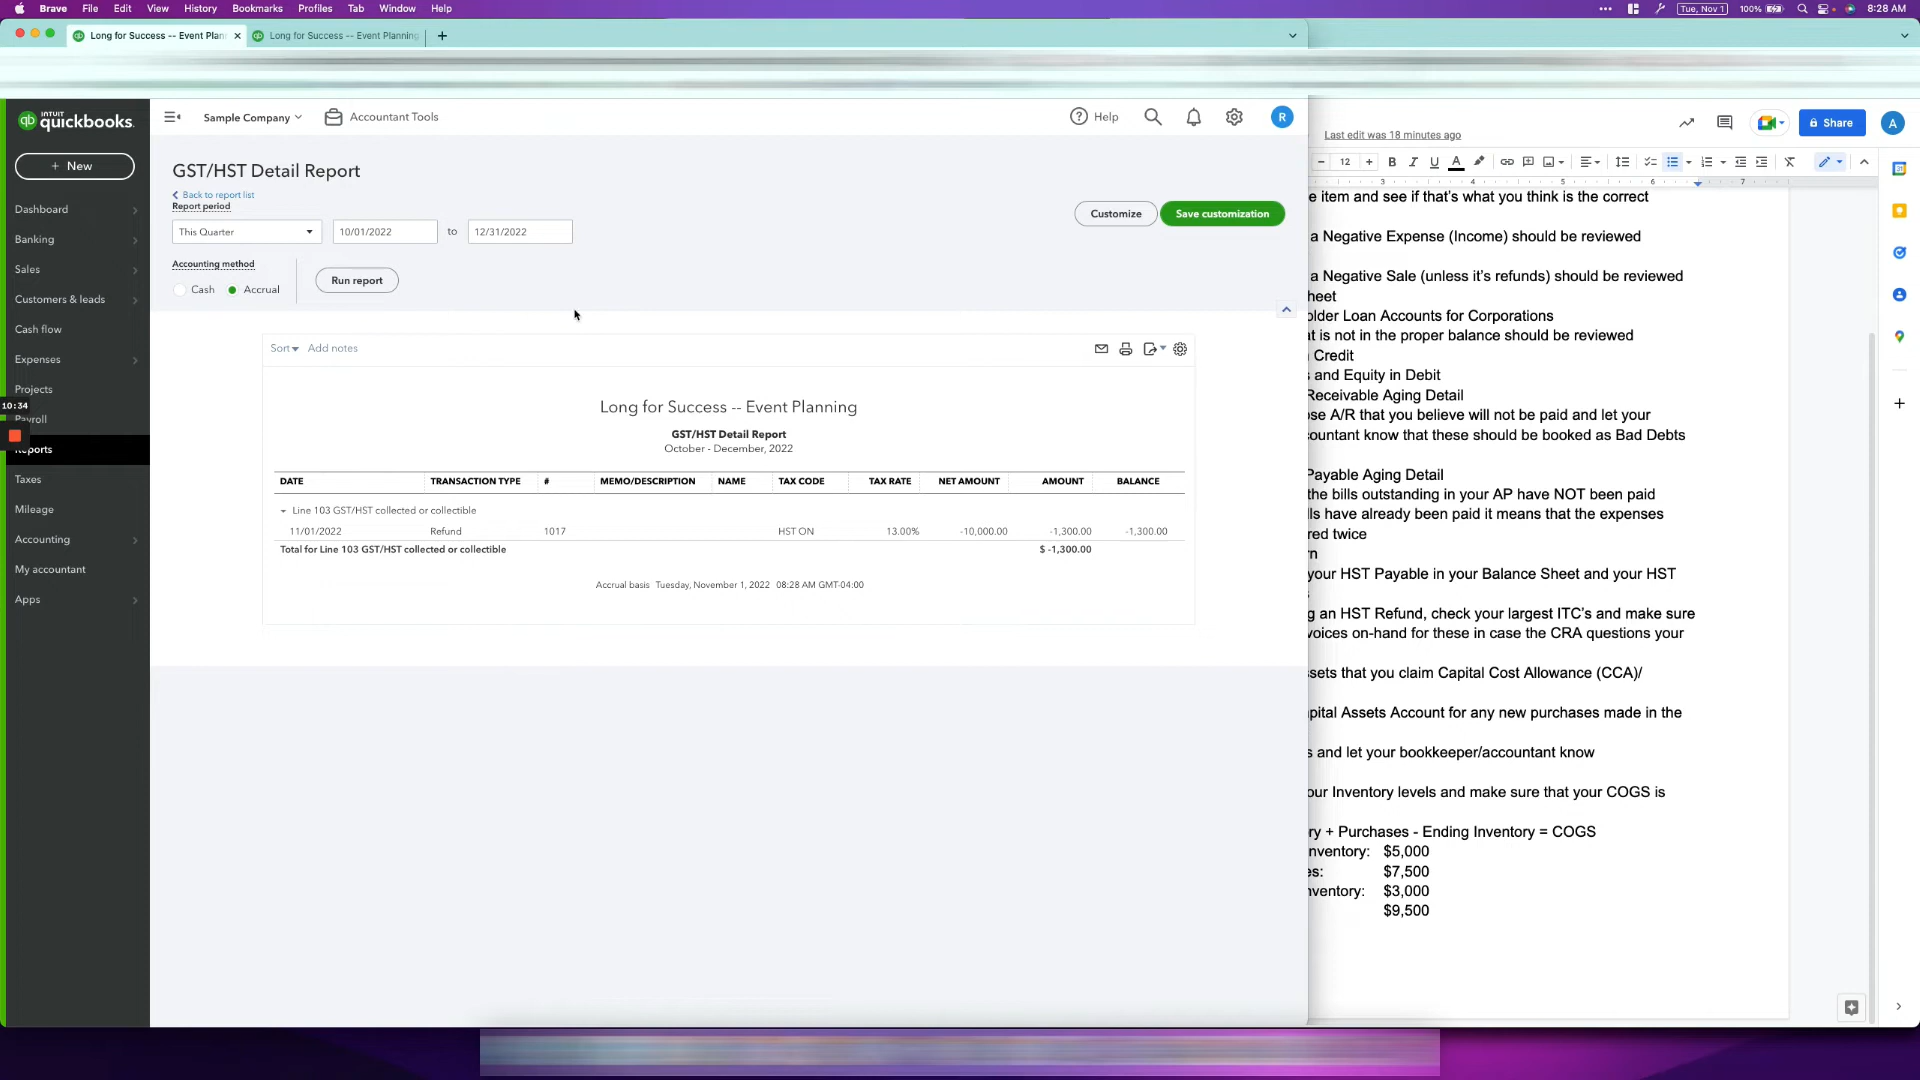 Brave File Edit View History Bookmarks Profiles Tab Window Help
Tue, Nov 1 100% 8:28 AM
Long for Success -- Event Plan
Long for Success -- Event Planning
INTUIT
quickbooks.
Sample Company
Accountant Tools
Help
R
+ New
Dashboard
Banking
Sales
Customers & leads
Cash flow
Expenses
Projects
10:34
Payroll
Reports
Taxes
Mileage
Accounting
My accountant
Apps
GST/HST Detail Report
Back to report list
Report period
This Quarter 10/01/2022 to 12/31/2022
Customize Save customization
Accounting method
Cash Accrual
Run report
Sort Add notes
Long for Success -- Event Planning
GST/HST Detail Report
October - December, 2022
DATE TRANSACTION TYPE # MEMO/DESCRIPTION NAME TAX CODE TAX RATE NET AMOUNT AMOUNT BALANCE
Line 103 GST/HST collected or collectible
11/01/2022 Refund 1017 HST ON 13.00% -10,000.00 -1,300.00 -1,300.00
Total for Line 103 GST/HST collected or collectible $ -1,300.00
Accrual basis Tuesday, November 1, 2022 08:28 AM GMT-04:00
Last edit was 18 minutes ago
Share
A
12
3 4 5 6 7
e item and see if that's what you think is the correct
a Negative Expense (Income) should be reviewed
a Negative Sale (unless it's refunds) should be reviewed
heet
older Loan Accounts for Corporations
at is not in the proper balance should be reviewed
Credit
s and Equity in Debit
Receivable Aging Detail
ose A/R that you believe will not be paid and let your
countant know that these should be booked as Bad Debts
Payable Aging Detail
the bills outstanding in your AP have NOT been paid
lls have already been paid it means that the expenses
red twice
rn
your HST Payable in your Balance Sheet and your HST
s
g an HST Refund, check your largest ITC's and make sure
voices on-hand for these in case the CRA questions your
ssets that you claim Capital Cost Allowance (CCA)/
pital Assets Account for any new purchases made in the
s and let your bookkeeper/accountant know
our Inventory levels and make sure that your COGS is
ry + Purchases - Ending Inventory = COGS
nventory: $5,000
es: $7,500
nventory: $3,000
$9,500